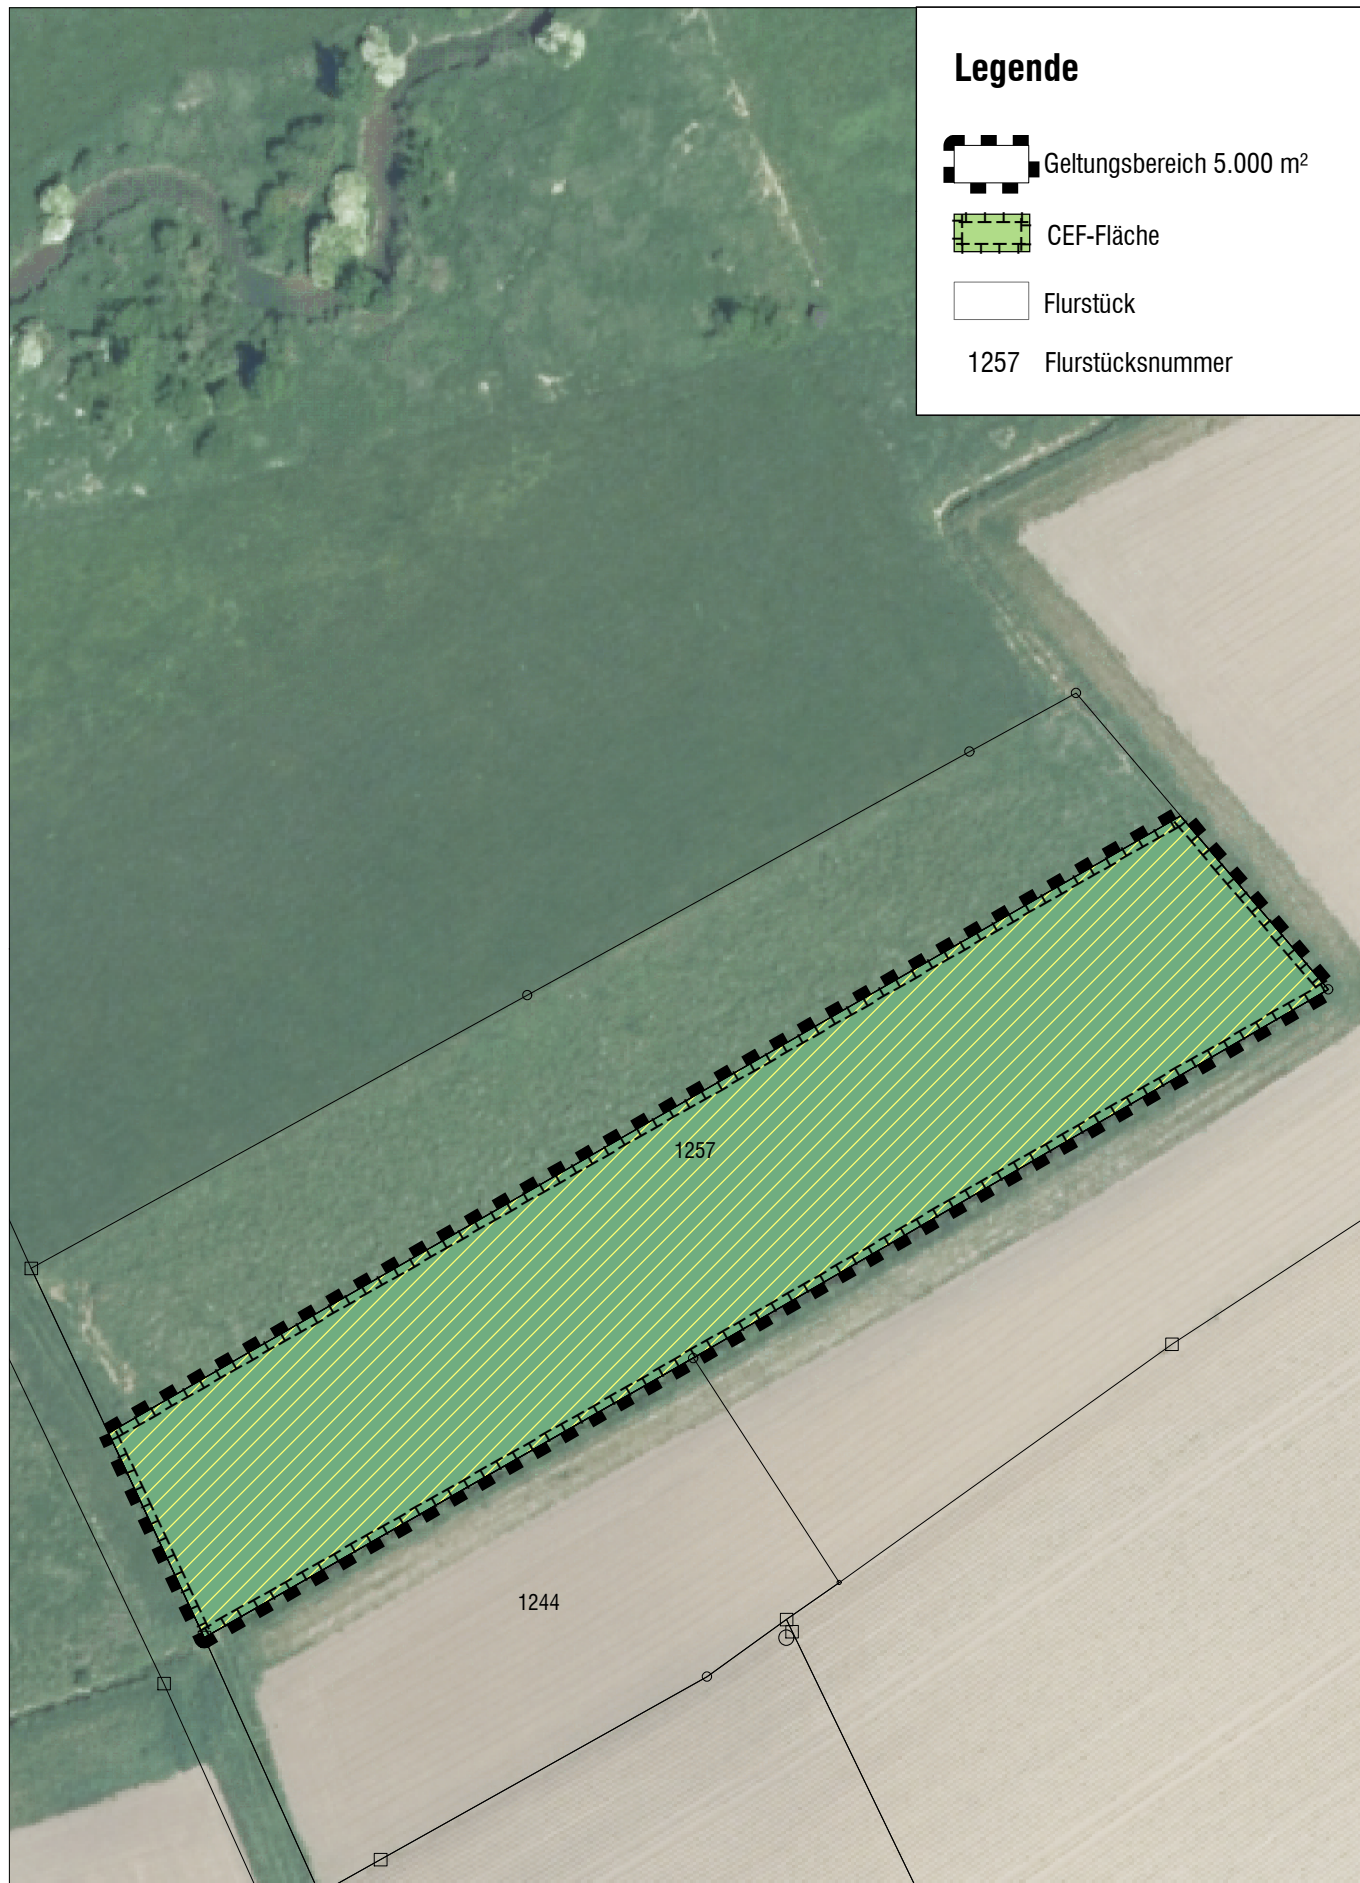 Legende
Geltungsbereich 5.000 m²
CEF-Fläche
Flurstück
1257 Flurstücksnummer
1257
1244